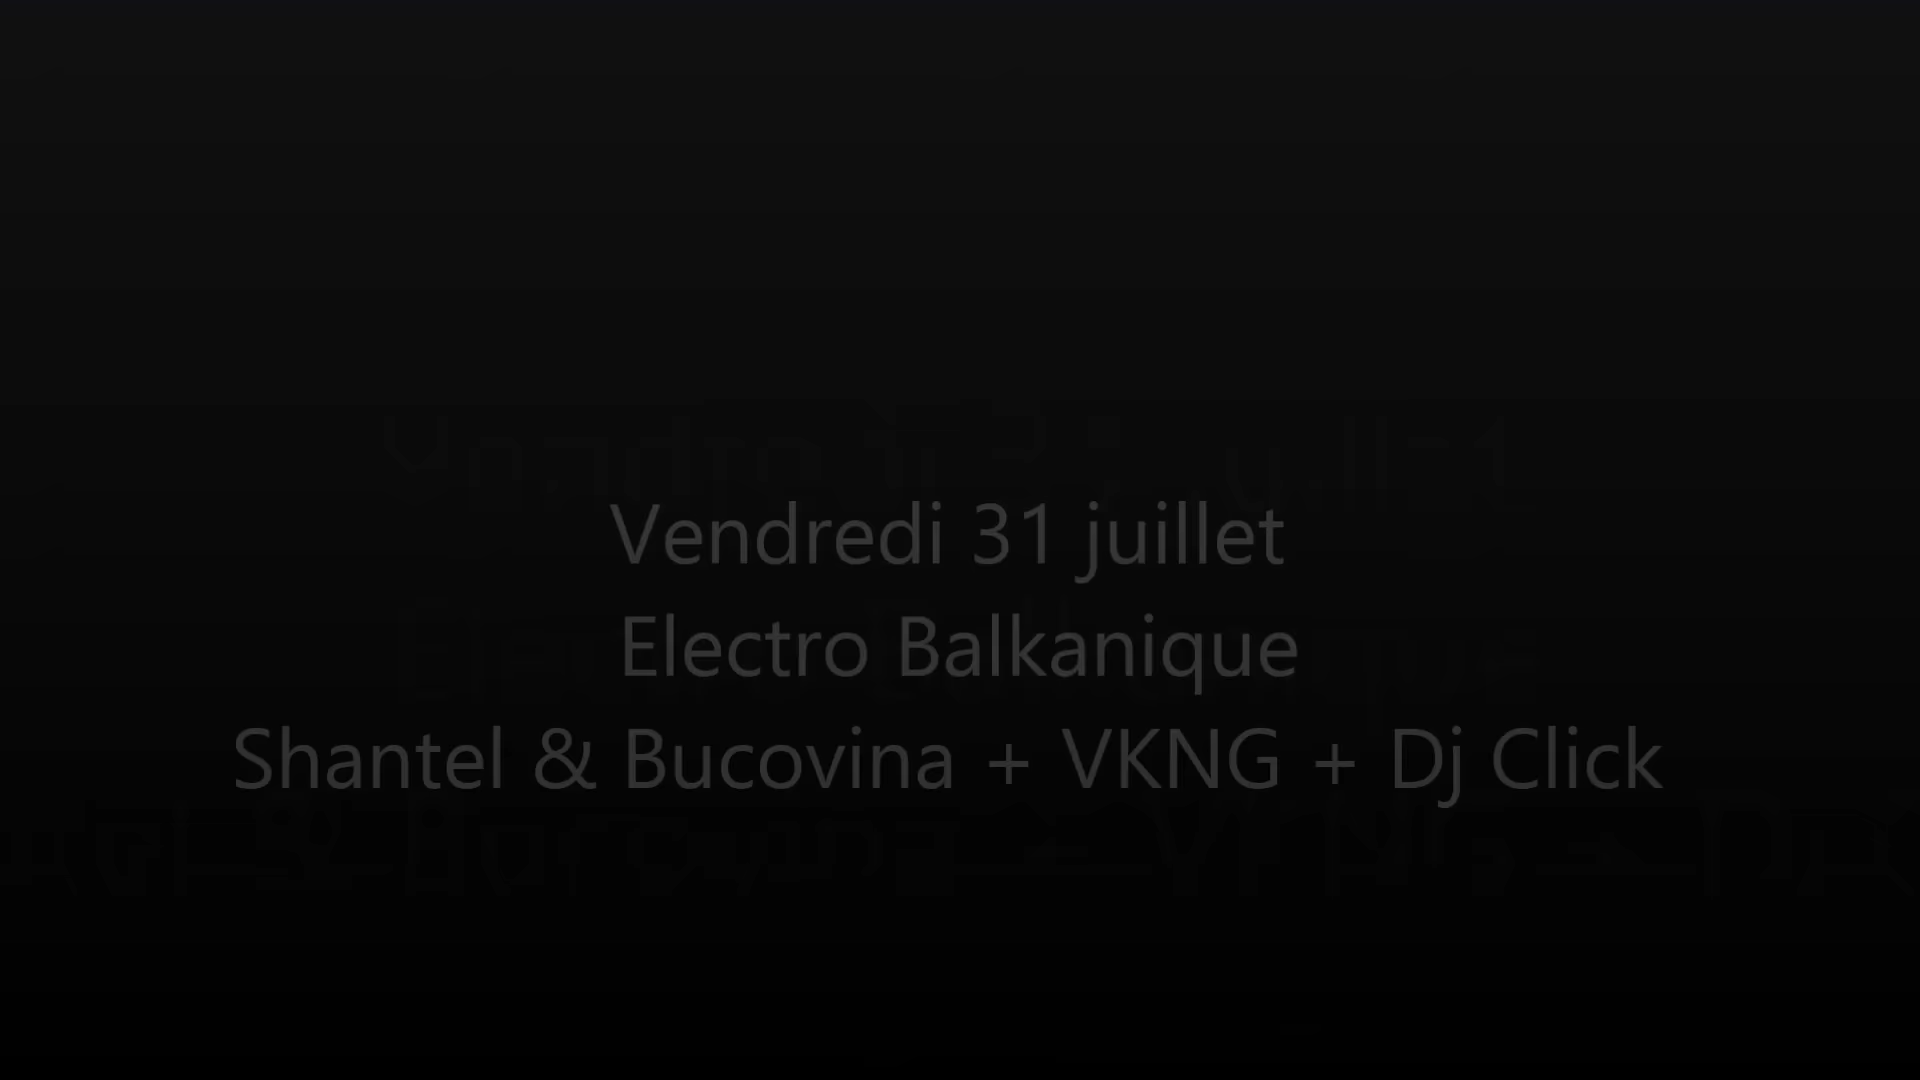 Vendredi 31 juillet
Electro Balkanique
Shantel & Bucovina + VKNG + Dj Click